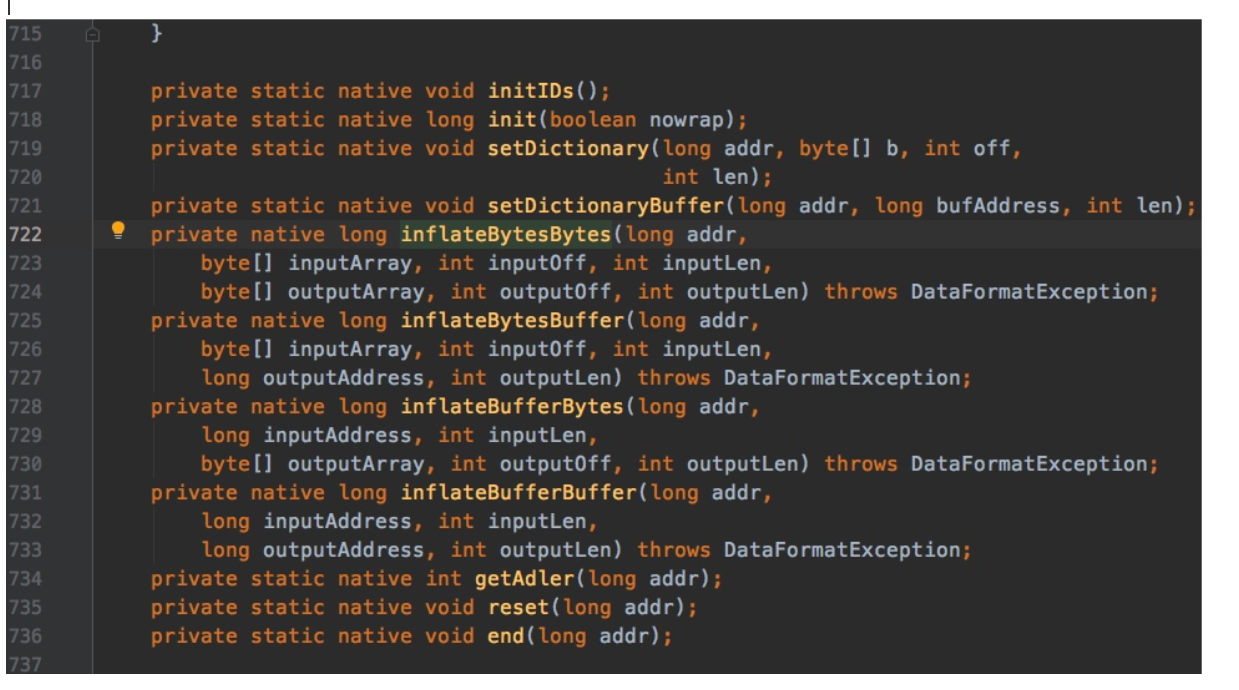 715 }
716
717 private static native void initIDs();
718 private static native long init(boolean nowrap);
719 private static native void setDictionary(long addr, byte[] b, int off,
720 int len);
721 private static native void setDictionaryBuffer(long addr, long bufAddress, int len);
722 private native long inflateBytesBytes(long addr,
723 byte[] inputArray, int inputOff, int inputLen,
724 byte[] outputArray, int outputOff, int outputLen) throws DataFormatException;
725 private native long inflateBytesBuffer(long addr,
726 byte[] inputArray, int inputOff, int inputLen,
727 long outputAddress, int outputLen) throws DataFormatException;
728 private native long inflateBufferBytes(long addr,
729 long inputAddress, int inputLen,
730 byte[] outputArray, int outputOff, int outputLen) throws DataFormatException;
731 private native long inflateBufferBuffer(long addr,
732 long inputAddress, int inputLen,
733 long outputAddress, int outputLen) throws DataFormatException;
734 private static native int getAdler(long addr);
735 private static native void reset(long addr);
736 private static native void end(long addr);
737